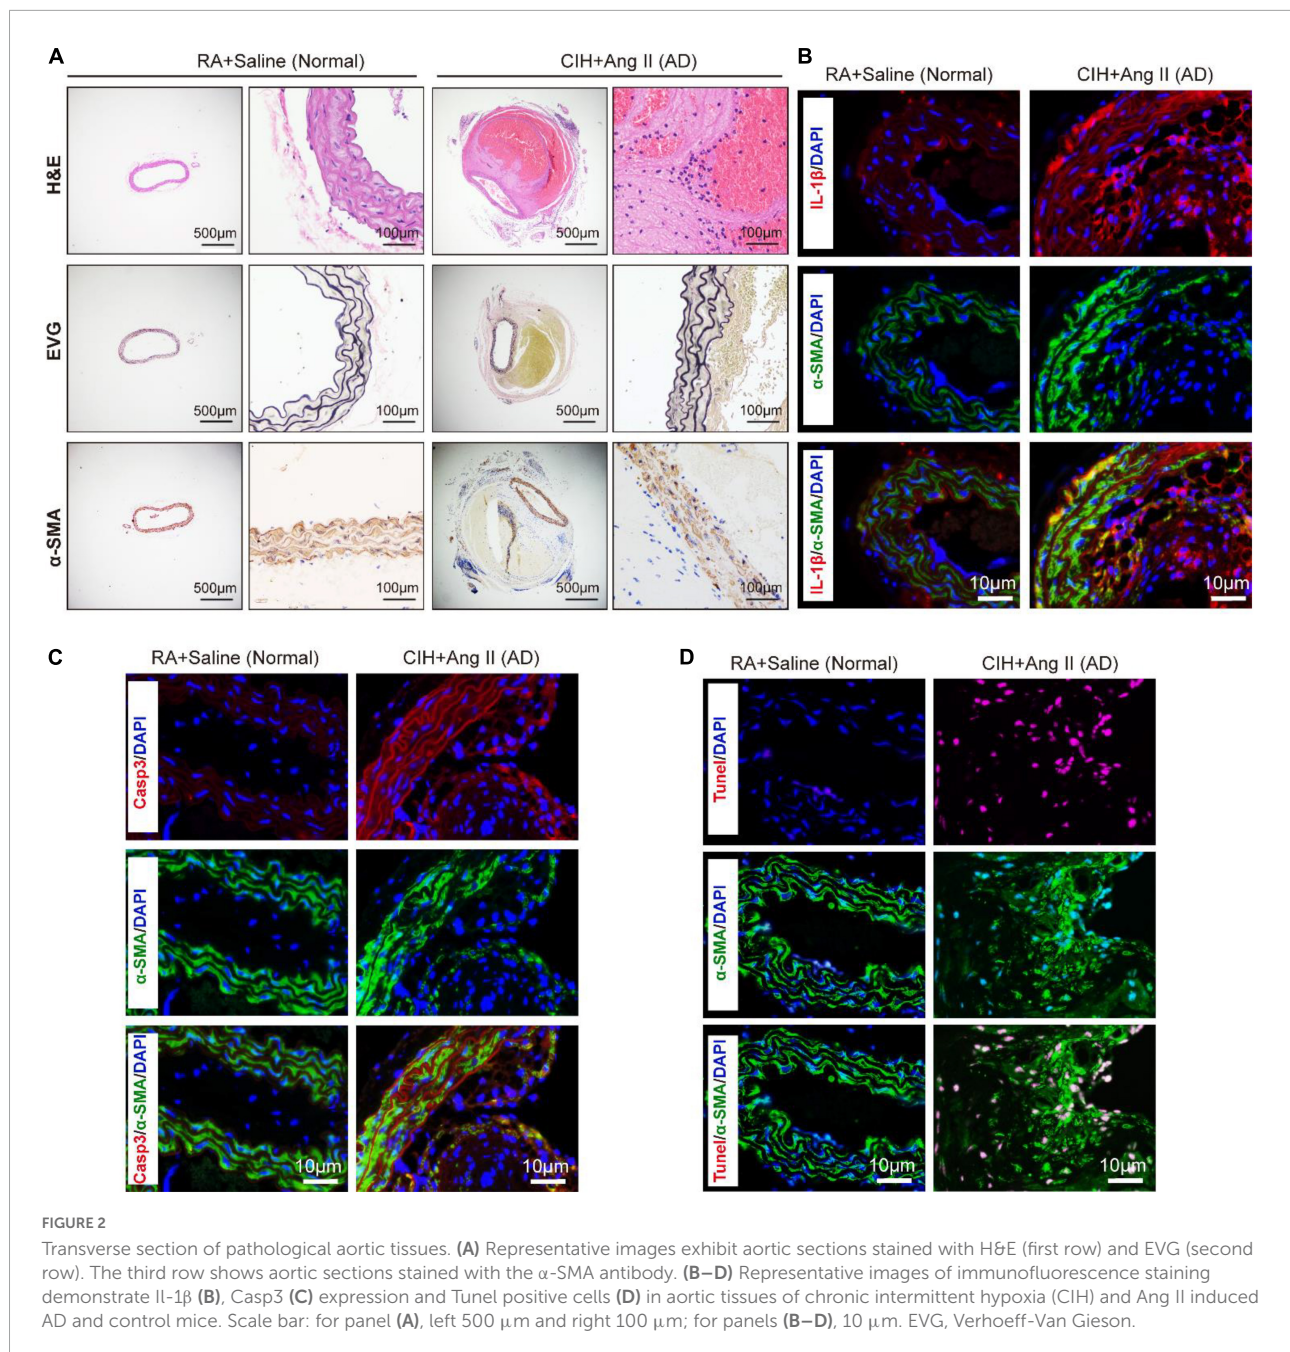 A
RA+Saline (Normal)
CIH+Ang II (AD)
H&E
500μm
100μm
500μm
100μm
EVG
500μm
100μm
500μm
100μm
α-SMA
500μm
100μm
500μm
100μm
B
RA+Saline (Normal)
CIH+Ang II (AD)
IL-1β/DAPI
α-SMA/DAPI
IL-1β/α-SMA/DAPI
10μm
10μm
C
RA+Saline (Normal)
CIH+Ang II (AD)
Casp3/DAPI
α-SMA/DAPI
Casp3/α-SMA/DAPI
10μm
10μm
D
RA+Saline (Normal)
CIH+Ang II (AD)
Tunel/DAPI
α-SMA/DAPI
Tunel/α-SMA/DAPI
10μm
10μm
FIGURE 2
Transverse section of pathological aortic tissues. (A) Representative images exhibit aortic sections stained with H&E (first row) and EVG (second
row). The third row shows aortic sections stained with the α-SMA antibody. (B–D) Representative images of immunofluorescence staining
demonstrate Il-1β (B), Casp3 (C) expression and Tunel positive cells (D) in aortic tissues of chronic intermittent hypoxia (CIH) and Ang II induced
AD and control mice. Scale bar: for panel (A), left 500 μm and right 100 μm; for panels (B–D), 10 μm. EVG, Verhoeff-Van Gieson.